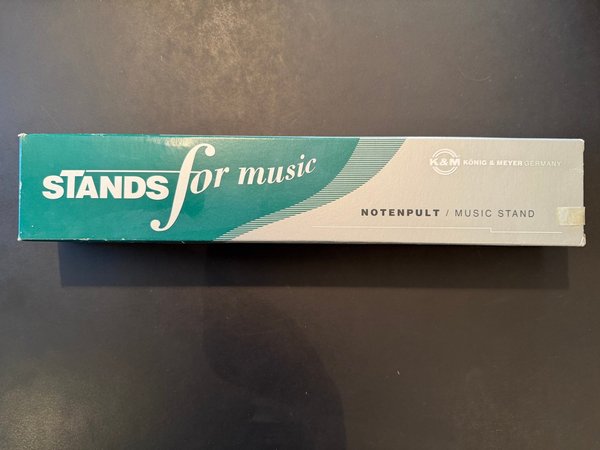 STANDS for music
K&M KÖNIG & MEYER GERMANY
NOTENPULT / MUSIC STAND